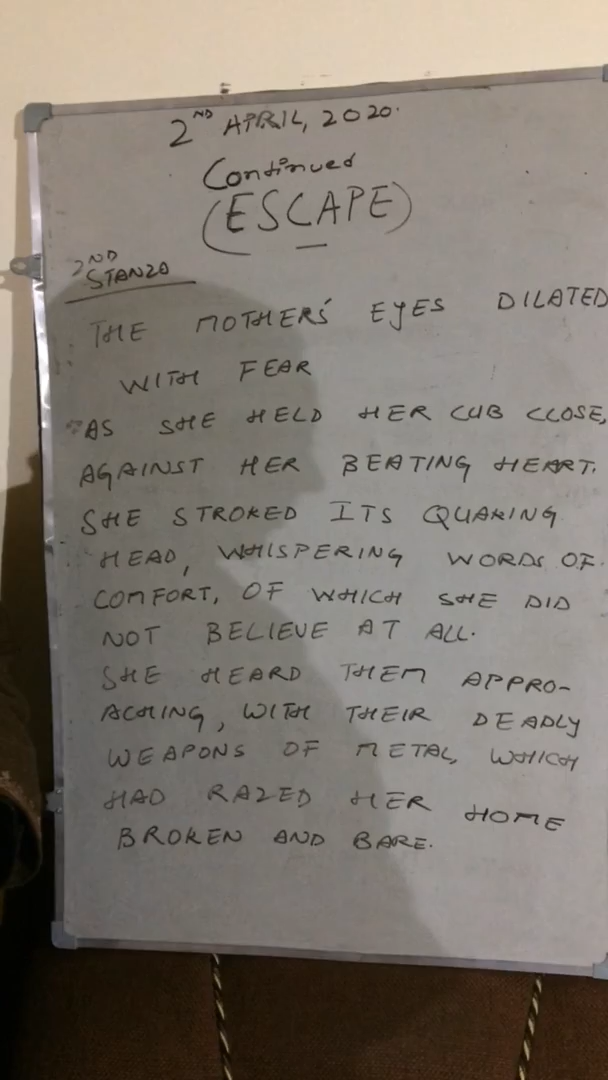 2ND APRIL, 2020.
Continued
(ESCAPE)
2ND
STANZA
THE MOTHER'S EYES DILATED
WITH FEAR
AS SHE HELD HER CUB CLOSE,
AGAINST HER BEATING HEART.
SHE STROKED ITS QUAKING
HEAD, WHISPERING WORDS OF
COMFORT, OF WHICH SHE DID
NOT BELIEVE AT ALL.
SHE HEARD THEM APPRO-
ACHING, WITH THEIR DEADLY
WEAPONS OF METAL, WHICH
HAD RAZED HER HOME
BROKEN AND BARE.